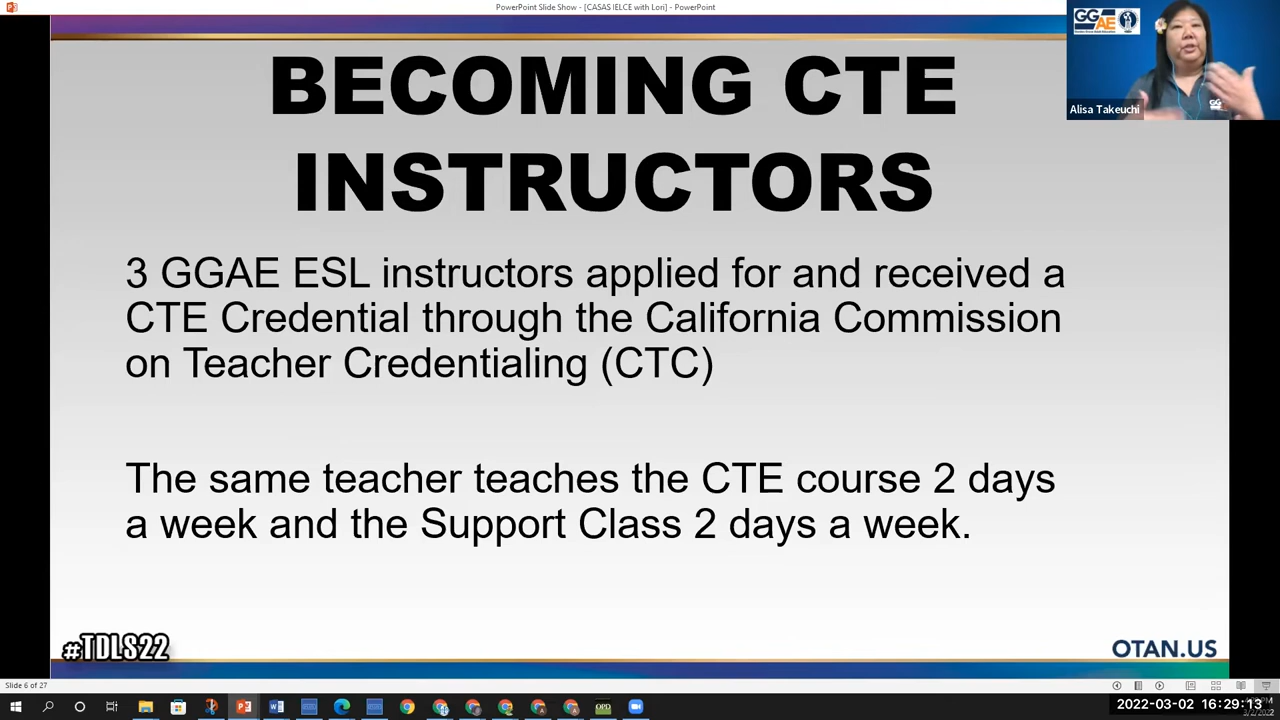 PowerPoint Slide Show - [CASAS IELCE with Lori] - PowerPoint
GG
AE
Alisa Takeuchi
BECOMING CTE
INSTRUCTORS
3 GGAE ESL instructors applied for and received a
CTE Credential through the California Commission
on Teacher Credentialing (CTC)
The same teacher teaches the CTE course 2 days
a week and the Support Class 2 days a week.
#TDLS22
OTAN.US
Slide 6 of 27
OPD
2022-03-02 16:29:13